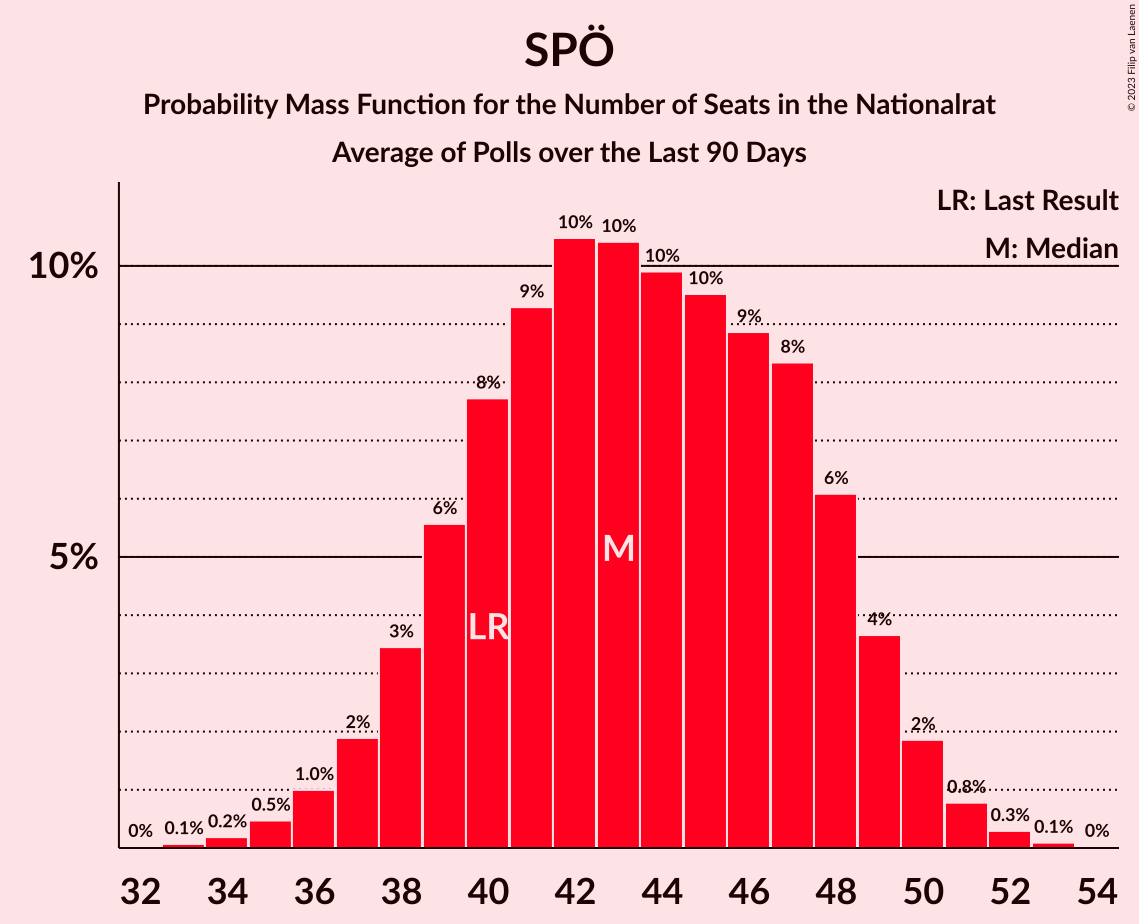 SPÖ
Probability Mass Function for the Number of Seats in the Nationalrat
Average of Polls over the Last 90 Days
© 2023 Filip van Laenen
LR: Last Result
M: Median
10%
5%
0%
0.1%
0.2%
0.5%
1.0%
2%
3%
6%
8%
9%
10%
10%
10%
10%
9%
8%
6%
4%
2%
0.8%
0.3%
0.1%
0%
LR
M
32 34 36 38 40 42 44 46 48 50 52 54